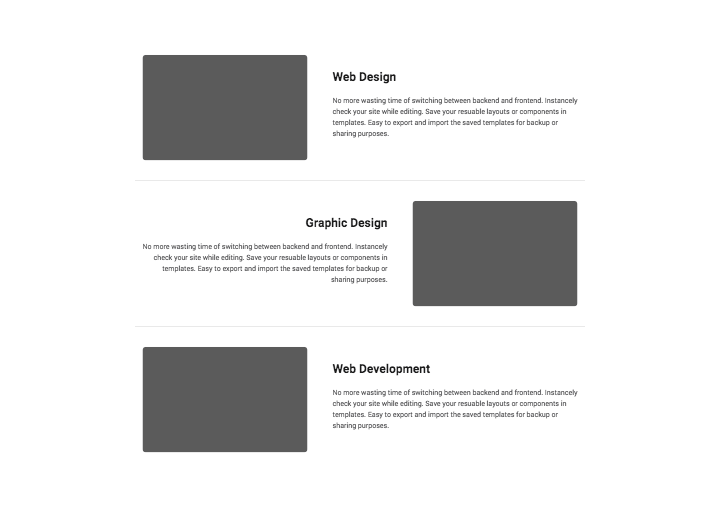 Web Design
No more wasting time of switching between backend and frontend. Instancely
check your site while editing. Save your resuable layouts or components in
templates. Easy to export and import the saved templates for backup or
sharing purposes.
Graphic Design
No more wasting time of switching between backend and frontend. Instancely
check your site while editing. Save your resuable layouts or components in
templates. Easy to export and import the saved templates for backup or
sharing purposes.
Web Development
No more wasting time of switching between backend and frontend. Instancely
check your site while editing. Save your resuable layouts or components in
templates. Easy to export and import the saved templates for backup or
sharing purposes.